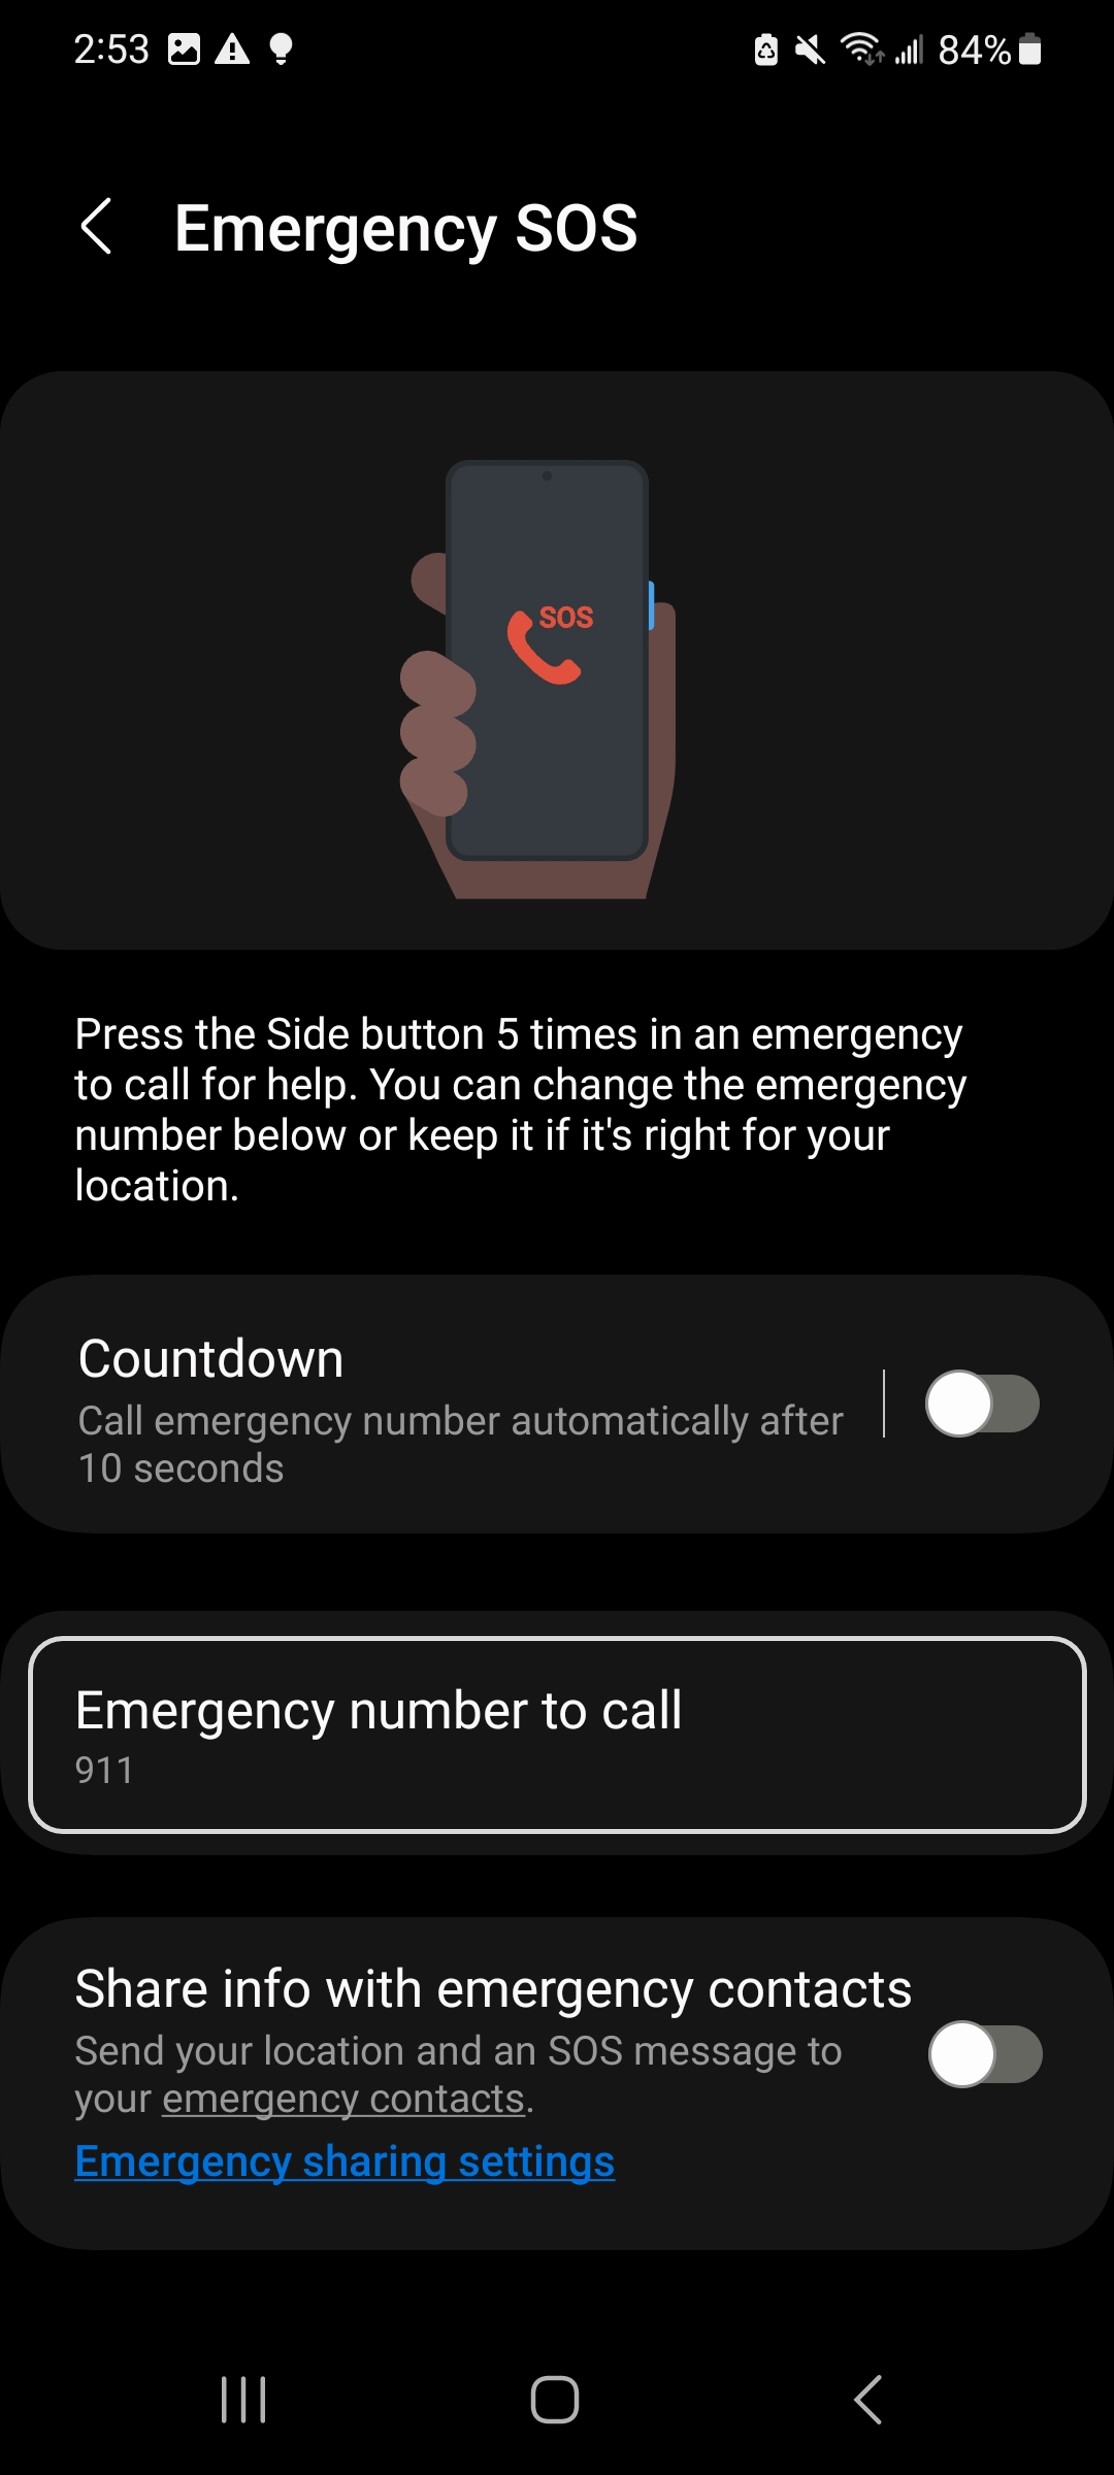 2:53
84%
Emergency SOS
SOS
Press the Side button 5 times in an emergency
to call for help. You can change the emergency
number below or keep it if it's right for your
location.
Countdown
Call emergency number automatically after
10 seconds
Emergency number to call
911
Share info with emergency contacts
Send your location and an SOS message to
your emergency contacts.
Emergency sharing settings